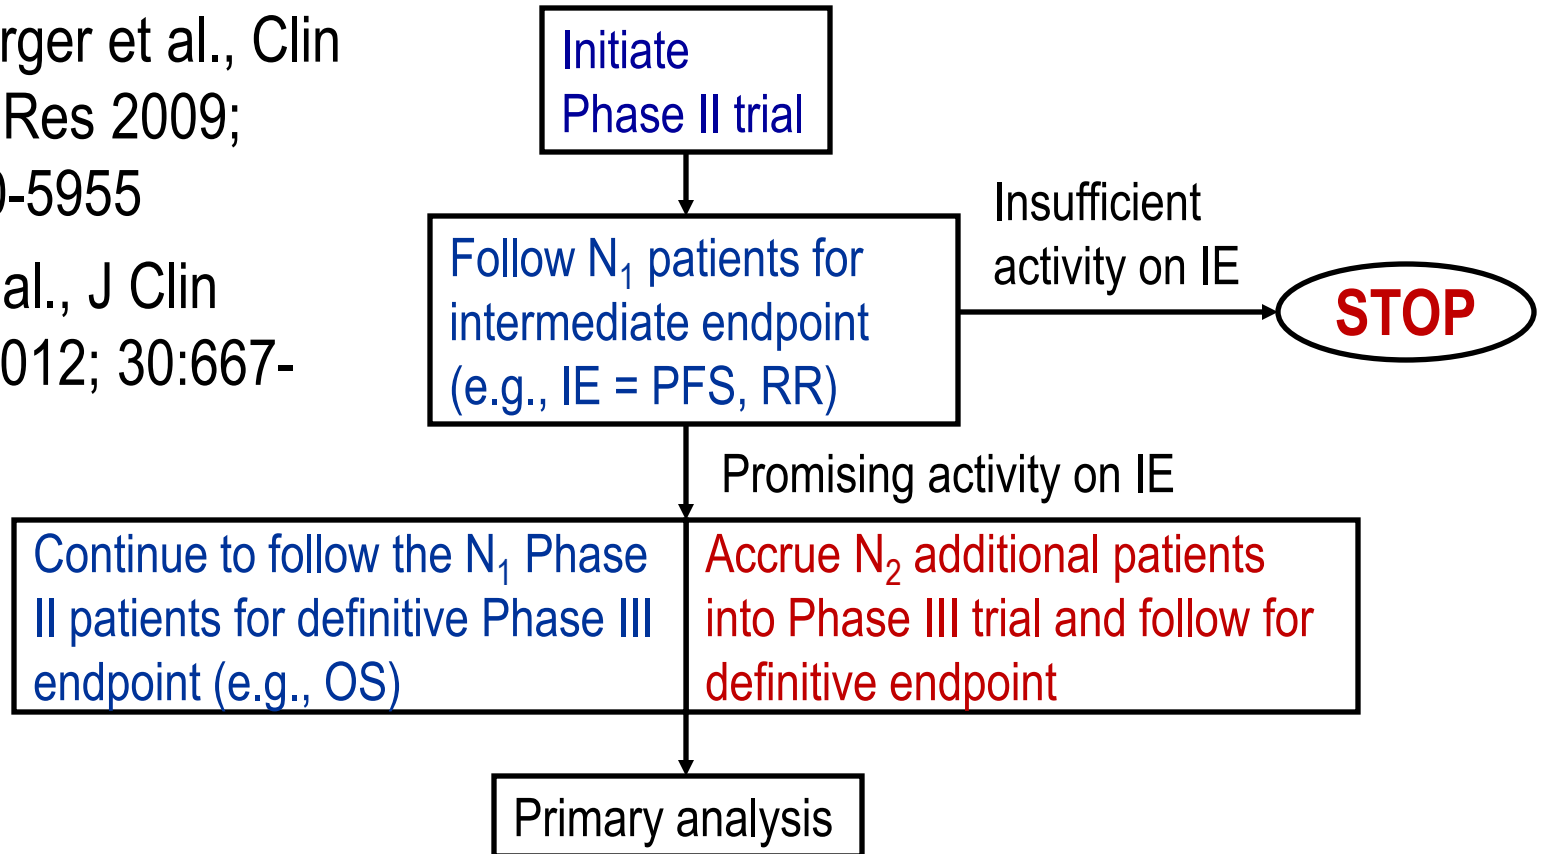 et al., Clin
Res 2009;
-5955
al., J Clin
30:667-
Initiate
Phase II trial
Follow N₁ patients for
intermediate endpoint
(e.g., IE = PFS, RR)
Insufficient
activity on IE
STOP
Promising activity on IE
Continue to follow the N₁ Phase
II patients for definitive Phase III
endpoint (e.g., OS)
Accrue N₂ additional patients
into Phase III trial and follow for
definitive endpoint
Primary analysis